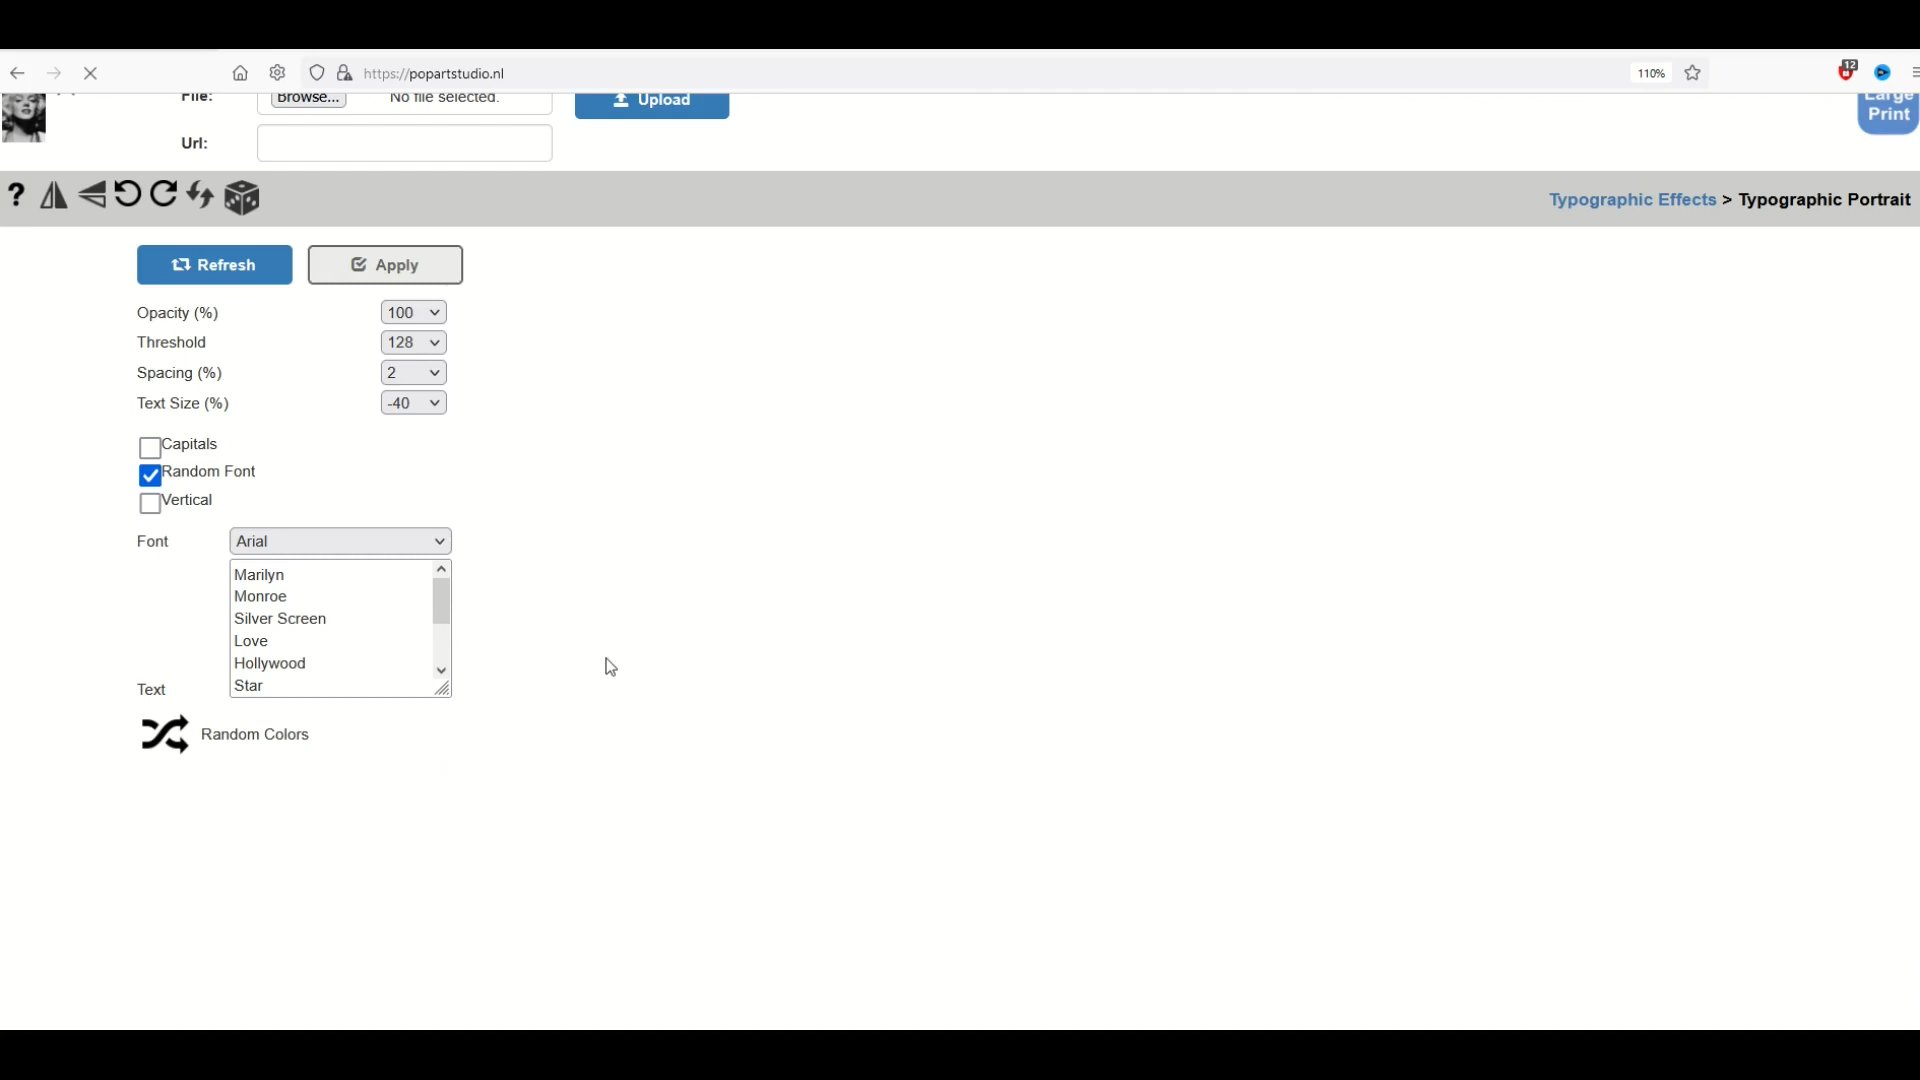 https://popartstudio.nl
110%
12
File:
Browse...
No file selected.
Upload
Large
Print
Url:
?
Typographic Effects > Typographic Portrait
Refresh
Apply
Opacity (%)
100
Threshold
128
Spacing (%)
2
Text Size (%)
-40
Capitals
Random Font
Vertical
Font
Arial
Marilyn
Monroe
Silver Screen
Love
Hollywood
Star
Text
Random Colors